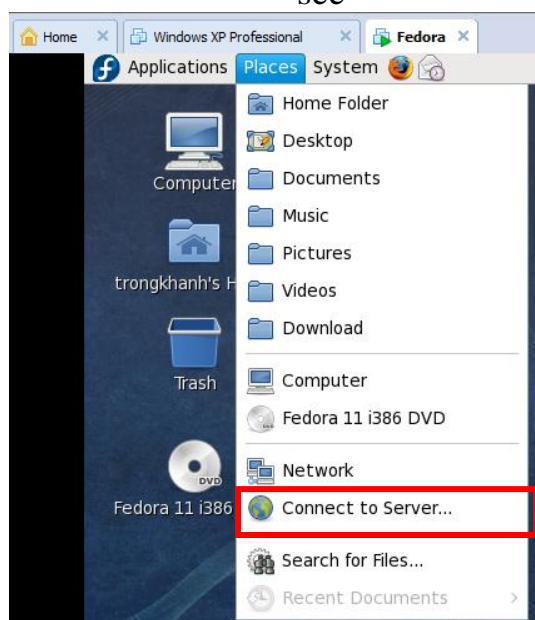 see
Home × Windows XP Professional × Fedora ×
Applications Places System
Home Folder
Desktop
Computer
Documents
Music
Pictures
trongkhanh's H
Videos
Download
Trash
Computer
Fedora 11 i386 DVD
Network
DVD
Fedora 11 i386
Connect to Server...
Search for Files...
Recent Documents >